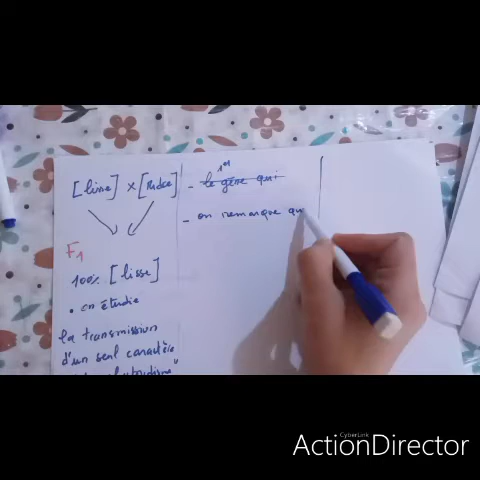 [lisse] × [ridée]
F1
100% [lisse]
• on étudie
la transmission
d'un seul caractère
1er
- le gène qui
- on remarque qu
CyberLink
ActionDirector